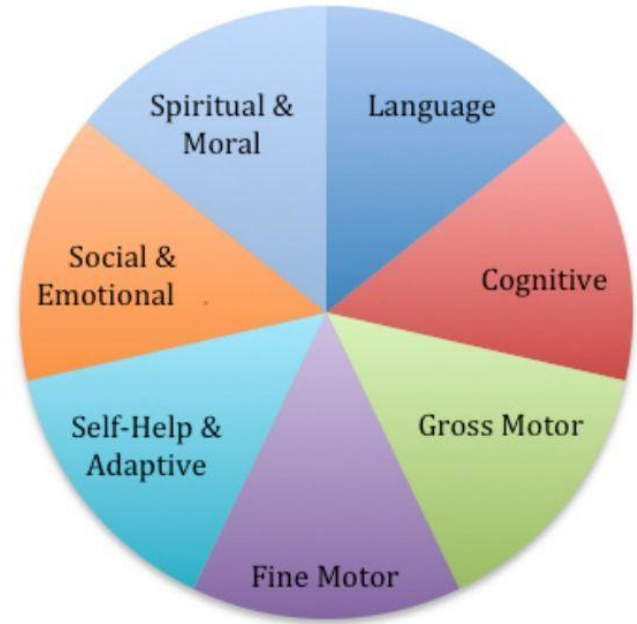 Spiritual &
Moral
Language
Cognitive
Gross Motor
Fine Motor
Self-Help &
Adaptive
Social &
Emotional